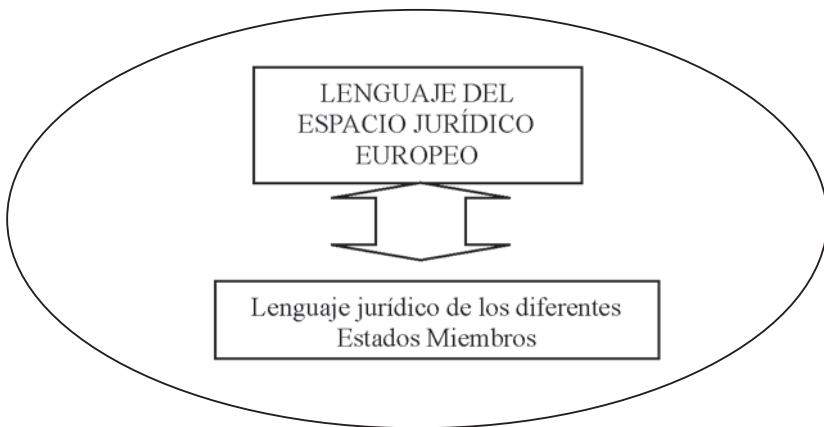 LENGUAJE DEL
ESPACIO JURÍDICO
EUROPEO
Lenguaje jurídico de los diferentes
Estados Miembros